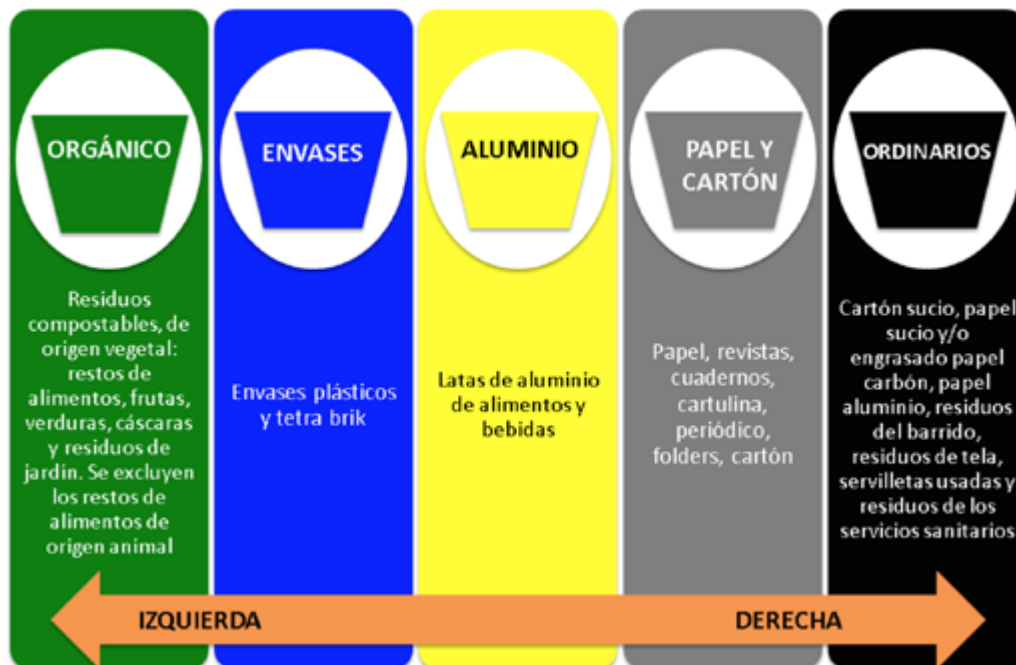 ORGÁNICO
Residuos
compostables, de
origen vegetal:
restos de
alimentos, frutas,
verduras, cáscaras
y residuos de
jardín. Se excluyen
los restos de
alimentos de
origen animal
ENVASES
Envases plásticos
y tetra brik
ALUMINIO
Latas de aluminio
de alimentos y
bebidas
PAPEL Y
CARTÓN
Papel, revistas,
cuadernos,
cartulina,
periódico,
folders, cartón
ORDINARIOS
Cartón sucio, papel
sucio y/o
engrasado papel
carbón, papel
aluminio, residuos
del barrido,
residuos de tela,
servilletas usadas y
residuos de los
servicios sanitarios
IZQUIERDA
DERECHA